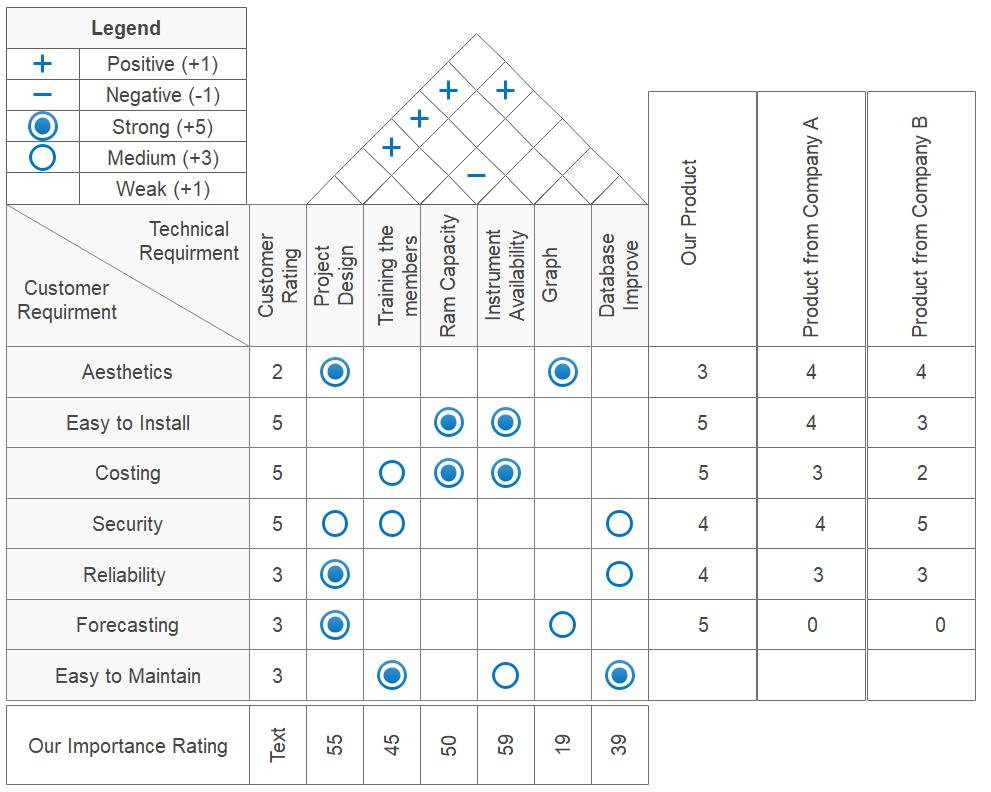 Legend
+ Positive (+1)
− Negative (-1)
Strong (+5)
Medium (+3)
Weak (+1)
+ +
+
+
−
Technical
Requirment
Customer
Requirment
Customer
Rating
Project
Design
Training the
members
Ram Capacity
Instrument
Availability
Graph
Database
Improve
Our Product
Product from Company A
Product from Company B
Aesthetics 2 3 4 4
Easy to Install 5 5 4 3
Costing 5 5 3 2
Security 5 4 4 5
Reliability 3 4 3 3
Forecasting 3 5 0 0
Easy to Maintain 3
Our Importance Rating Text 55 45 50 59 19 39